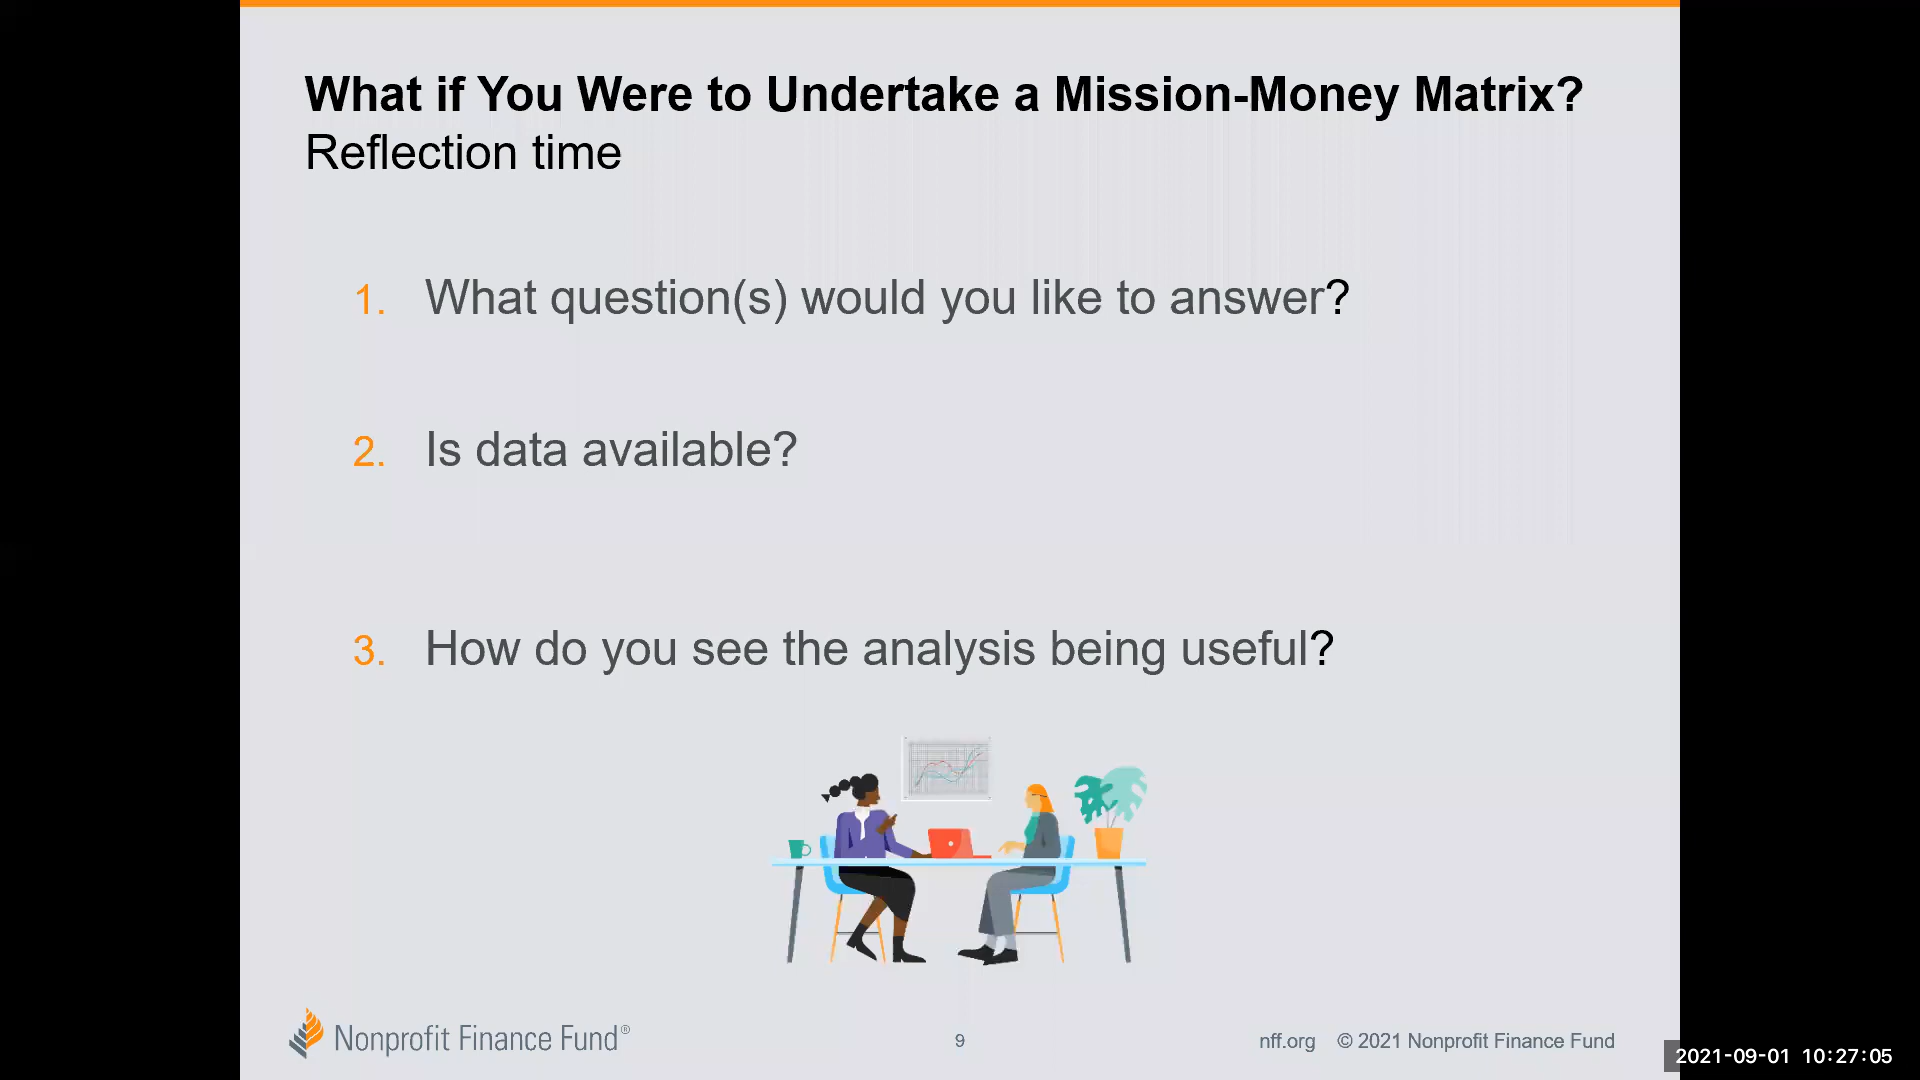 What if You Were to Undertake a Mission-Money Matrix?
Reflection time
1. What question(s) would you like to answer?
2. Is data available?
3. How do you see the analysis being useful?
Nonprofit Finance Fund®
9
nff.org © 2021 Nonprofit Finance Fund
2021-09-01 10:27:05